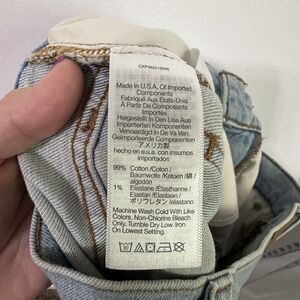 Made in U.S.A. Of Imported
Components
Fabriqué Aux États-Unis
À Partir De Composants
Importés
Hergestellt In Den Usa Aus
Importierten Komponenten
Vervaardigd In De Vs Van
Geïmporteerde Componenten
アメリカ製
hecho en e.u. con insumos
importados
99% Cotton /Coton /
Baumwolle /Katoen /綿 /
algodón
1% Elastane /Elasthanne /
Elastan /Elastaan /
ポリウレタン /elastano
Machine Wash Cold With Like
Colors. Non-Chlorine Bleach
Only. Tumble Dry Low. Iron
On Lowest Setting.